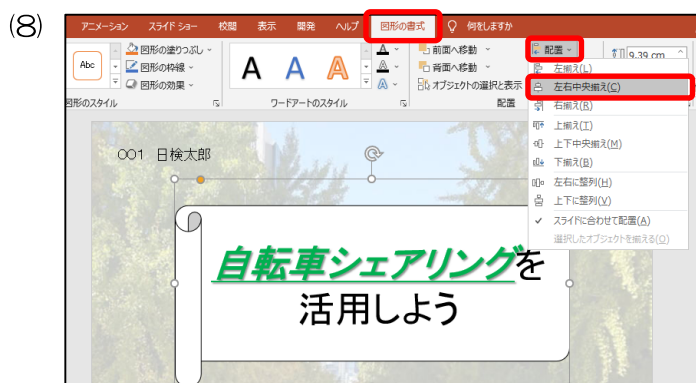 (8)
アニメーション スライド ショー 校閲 表示 開発 ヘルプ 図形の書式 何をしますか
Abc
図形の塗りつぶし
図形の枠線
図形の効果
図形のスタイル
A A A
A
A
A
ワードアートのスタイル
前面へ移動
背面へ移動
オブジェクトの選択と表示
配置
配置
9.39 cm
左揃え(L)
左右中央揃え(C)
右揃え(R)
上揃え(T)
上下中央揃え(M)
下揃え(B)
左右に整列(H)
上下に整列(V)
スライドに合わせて配置(A)
選択したオブジェクトを揃える(O)
001 日検太郎
自転車シェアリングを
活用しよう